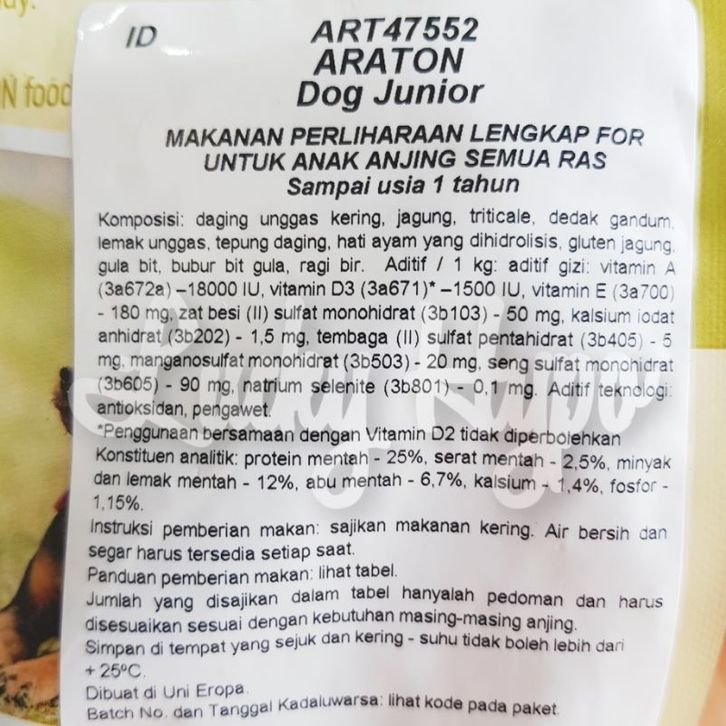 dy.
N food
ID
ART47552
ARATON
Dog Junior
MAKANAN PERLIHARAAN LENGKAP FOR
UNTUK ANAK ANJING SEMUA RAS
Sampai usia 1 tahun
Komposisi: daging unggas kering, jagung, triticale, dedak gandum,
lemak unggas, tepung daging, hati ayam yang dihidrolisis, gluten jagung,
gula bit, bubur bit gula, ragi bir. Aditif / 1 kg: aditif gizi: vitamin A
(3a672a) –18000 IU, vitamin D3 (3a671)* –1500 IU, vitamin E (3a700)
- 180 mg, zat besi (II) sulfat monohidrat (3b103) - 50 mg, kalsium iodat
anhidrat (3b202) - 1,5 mg, tembaga (II) sulfat pentahidrat (3b405) - 5
mg, manganosulfat monohidrat (3b503) - 20 mg, seng sulfat monohidrat
(3b605) - 90 mg, natrium selenite (3b801) – 0,1 mg. Aditif teknologi:
antioksidan, pengawet.
*Penggunaan bersamaan dengan Vitamin D2 tidak diperbolehkan
Konstituen analitik: protein mentah - 25%, serat mentah - 2,5%, minyak
dan lemak mentah - 12%, abu mentah - 6,7%, kalsium - 1,4%, fosfor -
1,15%.
Instruksi pemberian makan: sajikan makanan kering. Air bersih dan
segar harus tersedia setiap saat.
Panduan pemberian makan: lihat tabel.
Jumlah yang disajikan dalam tabel hanyalah pedoman dan harus
disesuaikan sesuai dengan kebutuhan masing-masing anjing.
Simpan di tempat yang sejuk dan kering - suhu tidak boleh lebih dari
+ 25ºC.
Dibuat di Uni Eropa.
Batch No. dan Tanggal Kadaluwarsa: lihat kode pada paket.